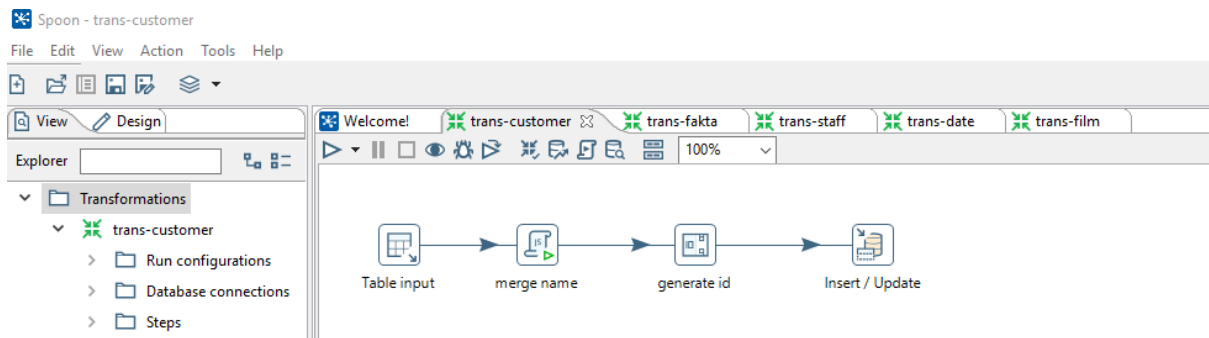 Spoon - trans-customer
File Edit View Action Tools Help
View Design
Welcome! trans-customer trans-fakta trans-staff trans-date trans-film
Explorer
100%
Transformations
trans-customer
Run configurations
Database connections
Steps
JS
ID
Table input merge name generate id Insert / Update